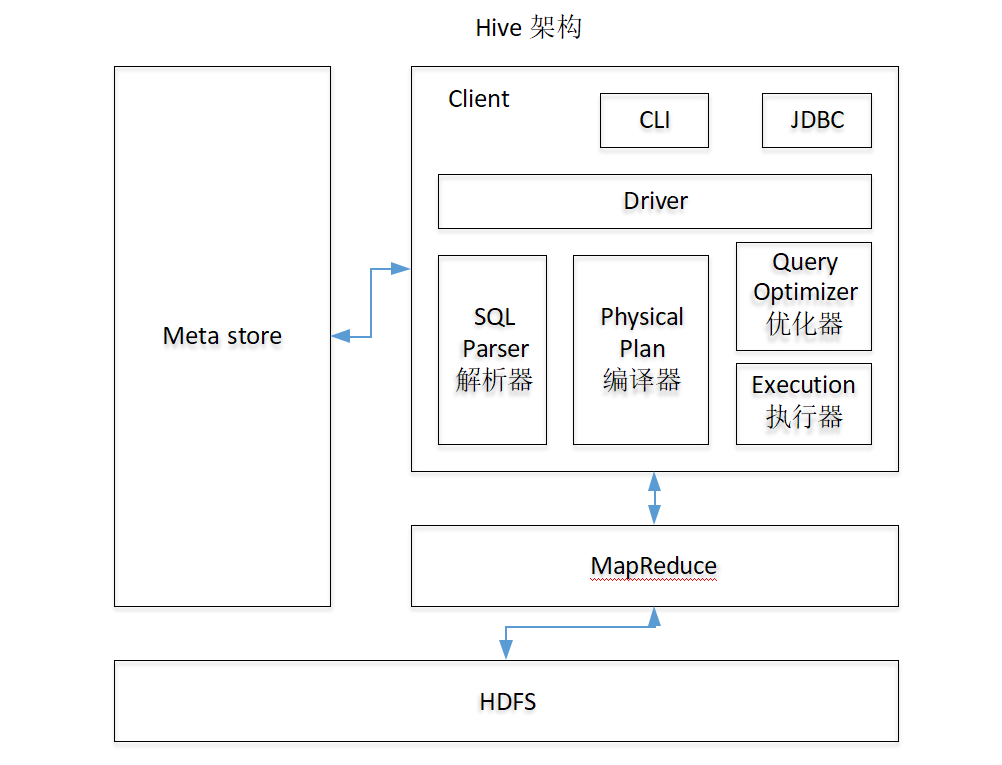 Hive 架构
Client
CLI
JDBC
Driver
Meta store
SQL
Parser
解析器
Physical
Plan
编译器
Query
Optimizer
优化器
Execution
执行器
MapReduce
HDFS